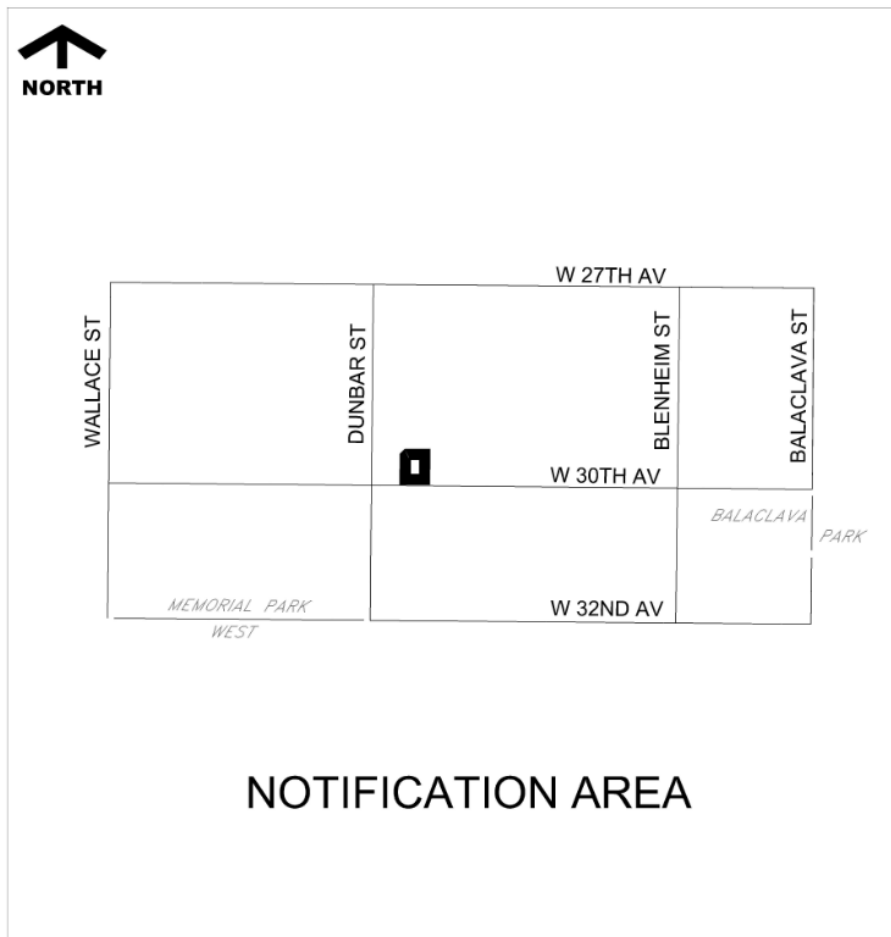 NORTH
W 27TH AV
WALLACE ST
DUNBAR ST
BLENHEIM ST
BALACLAVA ST
W 30TH AV
BALACLAVA
PARK
MEMORIAL PARK
WEST
W 32ND AV
NOTIFICATION AREA